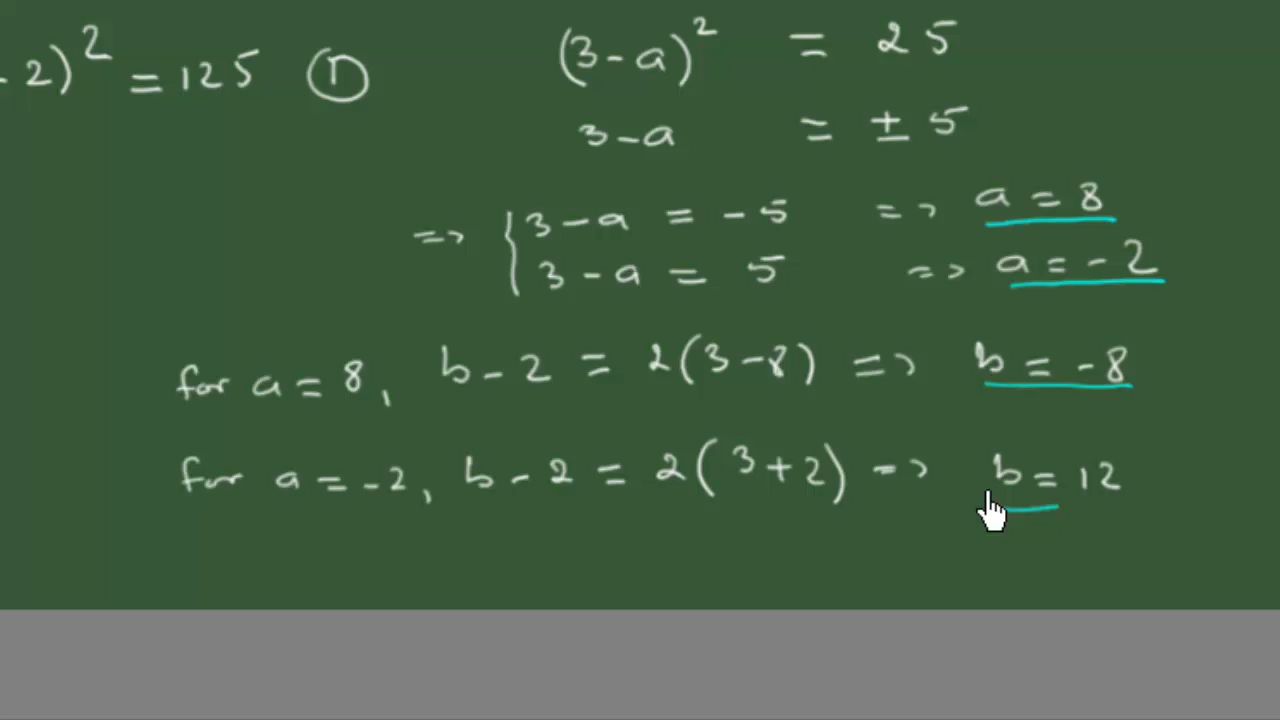 - 2)² = 125 ①
(3-a)² = 25
3-a = ± 5
=> { 3-a = -5 => a = 8
3-a = 5 => a = -2
for a = 8, b-2 = 2(3-8) => b = -8
for a = -2, b-2 = 2(3+2) => b = 12